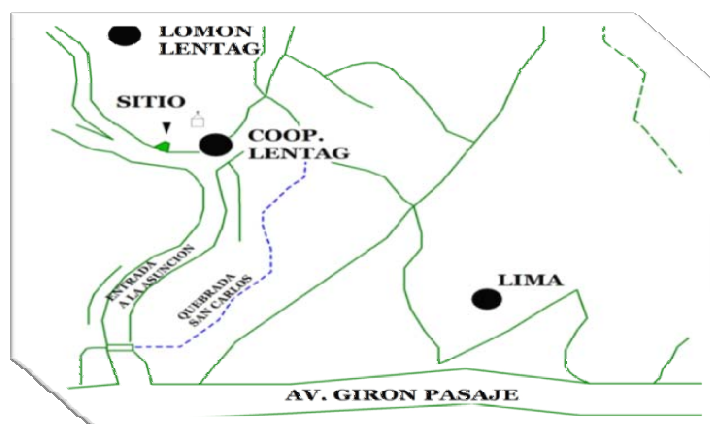 LOMON
LENTAG
SITIO
COOP.
LENTAG
ENTRADA
A LA ASUNCION
QUEBRADA
SAN CARLOS
LIMA
AV. GIRON PASAJE